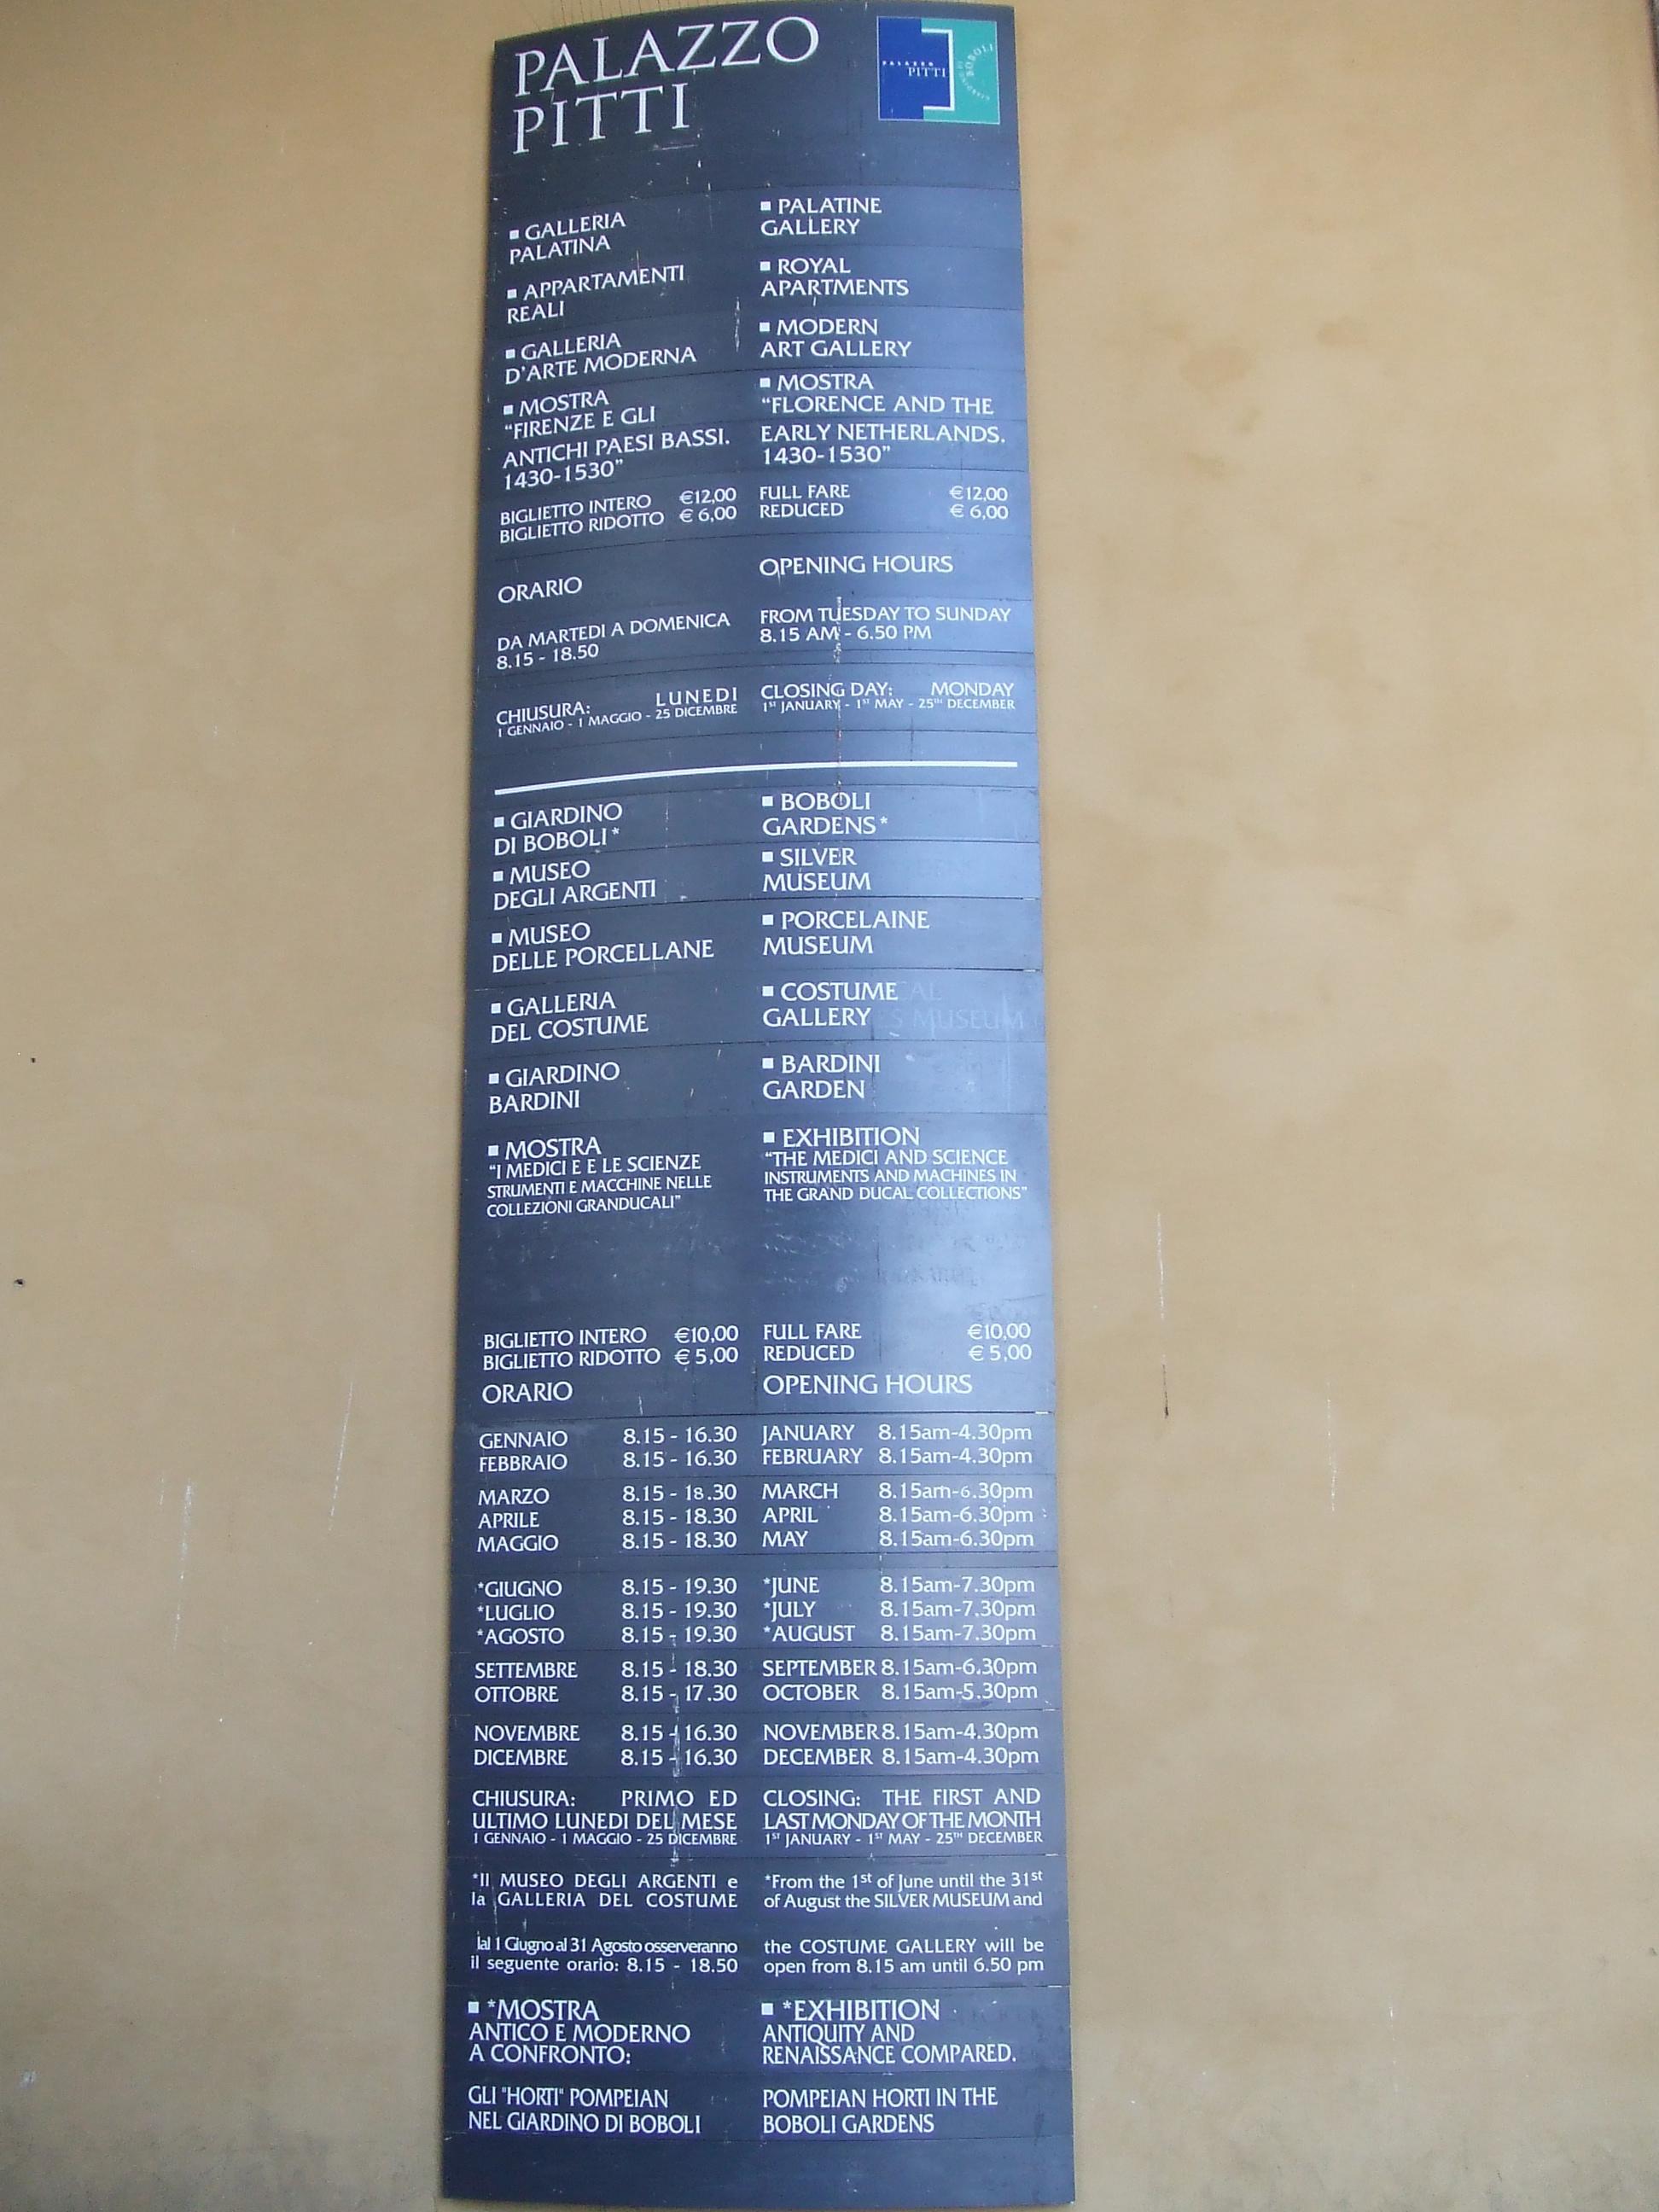 PALAZZO
PITTI
PALAZZO
PITTI
BOBOLI
GALLERIA
PALATINA
APPARTAMENTI
REALI
GALLERIA
D'ARTE MODERNA
MOSTRA
"FIRENZE E GLI
ANTICHI PAESI BASSI.
1430-1530"
BIGLIETTO INTERO €12,00
BIGLIETTO RIDOTTO € 6,00
ORARIO
DA MARTEDI A DOMENICA
8.15 - 18.50
CHIUSURA: LUNEDI
1 GENNAIO - 1 MAGGIO - 25 DICEMBRE
PALATINE
GALLERY
ROYAL
APARTMENTS
MODERN
ART GALLERY
MOSTRA
"FLORENCE AND THE
EARLY NETHERLANDS.
1430-1530"
FULL FARE €12,00
REDUCED € 6,00
OPENING HOURS
FROM TUESDAY TO SUNDAY
8.15 AM - 6.50 PM
CLOSING DAY: MONDAY
1ST JANUARY - 1ST MAY - 25TH DECEMBER
GIARDINO
DI BOBOLI*
MUSEO
DEGLI ARGENTI
MUSEO
DELLE PORCELLANE
GALLERIA
DEL COSTUME
GIARDINO
BARDINI
MOSTRA
"I MEDICI E E LE SCIENZE
STRUMENTI E MACCHINE NELLE
COLLEZIONI GRANDUCALI"
BIGLIETTO INTERO €10,00
BIGLIETTO RIDOTTO € 5,00
ORARIO
GENNAIO 8.15 - 16.30
FEBBRAIO 8.15 - 16.30
MARZO 8.15 - 18.30
APRILE 8.15 - 18.30
MAGGIO 8.15 - 18.30
*GIUGNO 8.15 - 19.30
*LUGLIO 8.15 - 19.30
*AGOSTO 8.15 - 19.30
SETTEMBRE 8.15 - 18.30
OTTOBRE 8.15 - 17.30
NOVEMBRE 8.15 - 16.30
DICEMBRE 8.15 - 16.30
CHIUSURA: PRIMO ED
ULTIMO LUNEDI DEL MESE
1 GENNAIO - 1 MAGGIO - 25 DICEMBRE
*Il MUSEO DEGLI ARGENTI e
la GALLERIA DEL COSTUME
dal 1 Giugno al 31 Agosto osserveranno
il seguente orario: 8.15 - 18.50
*MOSTRA
ANTICO E MODERNO
A CONFRONTO:
GLI "HORTI" POMPEIAN
NEL GIARDINO DI BOBOLI
BOBOLI
GARDENS*
SILVER
MUSEUM
PORCELAINE
MUSEUM
COSTUME
GALLERY
BARDINI
GARDEN
EXHIBITION
"THE MEDICI AND SCIENCE
INSTRUMENTS AND MACHINES IN
THE GRAND DUCAL COLLECTIONS"
FULL FARE €10,00
REDUCED € 5,00
OPENING HOURS
JANUARY 8.15am-4.30pm
FEBRUARY 8.15am-4.30pm
MARCH 8.15am-6.30pm
APRIL 8.15am-6.30pm
MAY 8.15am-6.30pm
*JUNE 8.15am-7.30pm
*JULY 8.15am-7.30pm
*AUGUST 8.15am-7.30pm
SEPTEMBER 8.15am-6.30pm
OCTOBER 8.15am-5.30pm
NOVEMBER 8.15am-4.30pm
DECEMBER 8.15am-4.30pm
CLOSING: THE FIRST AND
LAST MONDAY OF THE MONTH
1ST JANUARY - 1ST MAY - 25TH DECEMBER
*From the 1st of June until the 31st
of August the SILVER MUSEUM and
the COSTUME GALLERY will be
open from 8.15 am until 6.50 pm
*EXHIBITION
ANTIQUITY AND
RENAISSANCE COMPARED.
POMPEIAN HORTI IN THE
BOBOLI GARDENS